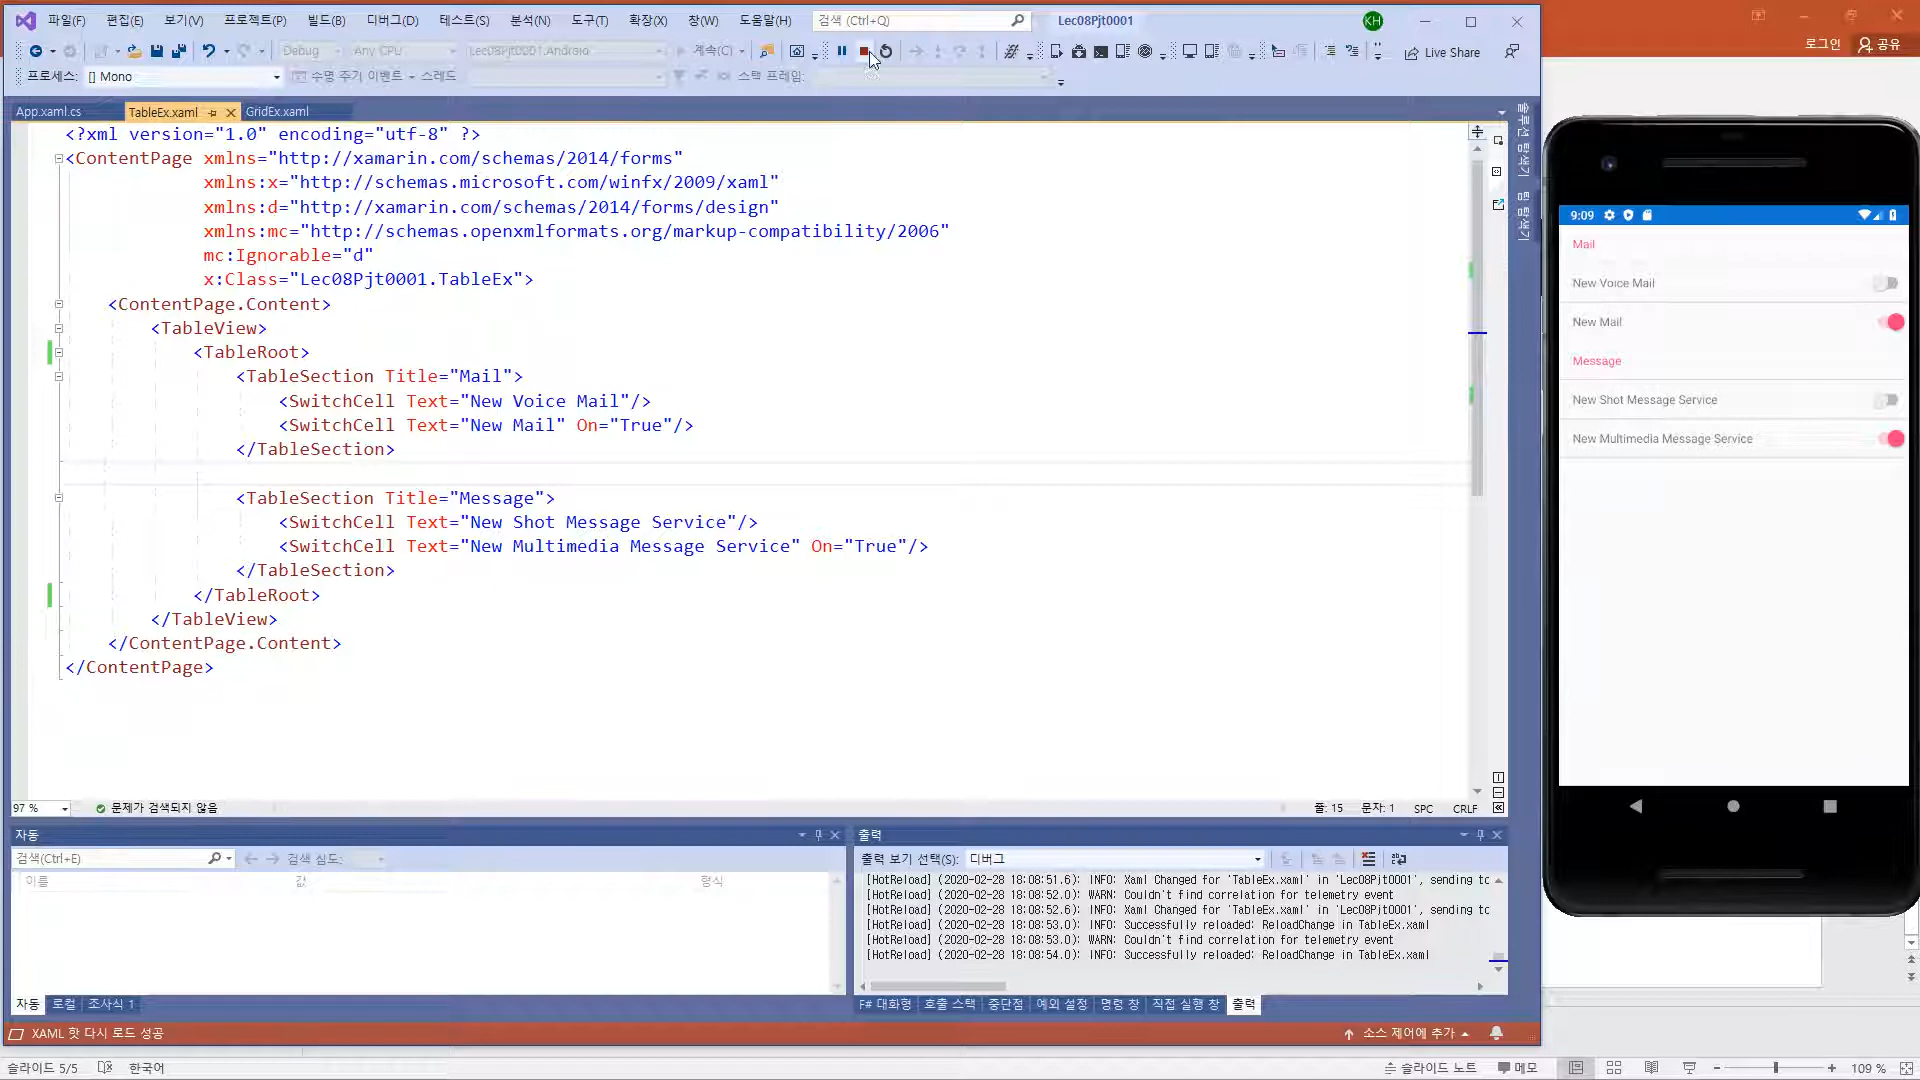 파일(F) 편집(E) 보기(V) 프로젝트(P) 빌드(B) 디버그(D) 테스트(S) 분석(N) 도구(T) 확장(X) 창(W) 도움말(H) 검색 (Ctrl+Q) Lec08Pjt0001 KH
로그인 공유
Debug Any CPU Lec08Pjt0001.Android 계속(C) Live Share
프로세스: [] Mono 수명 주기 이벤트 스레드 스택 프레임:
App.xaml.cs TableEx.xaml GridEx.xaml
솔루션 탐색기
팀 탐색기
<?xml version="1.0" encoding="utf-8" ?>
<ContentPage xmlns="http://xamarin.com/schemas/2014/forms"
xmlns:x="http://schemas.microsoft.com/winfx/2009/xaml"
xmlns:d="http://xamarin.com/schemas/2014/forms/design"
xmlns:mc="http://schemas.openxmlformats.org/markup-compatibility/2006"
mc:Ignorable="d"
x:Class="Lec08Pjt0001.TableEx">
<ContentPage.Content>
<TableView>
<TableRoot>
<TableSection Title="Mail">
<SwitchCell Text="New Voice Mail"/>
<SwitchCell Text="New Mail" On="True"/>
</TableSection>
<TableSection Title="Message">
<SwitchCell Text="New Shot Message Service"/>
<SwitchCell Text="New Multimedia Message Service" On="True"/>
</TableSection>
</TableRoot>
</TableView>
</ContentPage.Content>
</ContentPage>
9:09
Mail
New Voice Mail
New Mail
Message
New Shot Message Service
New Multimedia Message Service
97 % 문제가 검색되지 않음 줄: 15 문자: 1 SPC CRLF
자동
검색(Ctrl+E) 검색 심도:
이름 값 형식
자동 로컬 조사식 1
출력
출력 보기 선택(S): 디버그
[HotReload] (2020-02-28 18:08:51.6): INFO: Xaml Changed for 'TableEx.xaml' in 'Lec08Pjt0001', sending to
[HotReload] (2020-02-28 18:08:52.0): WARN: Couldn't find correlation for telemetry event
[HotReload] (2020-02-28 18:08:52.6): INFO: Xaml Changed for 'TableEx.xaml' in 'Lec08Pjt0001', sending to
[HotReload] (2020-02-28 18:08:53.0): INFO: Successfully reloaded: ReloadChange in TableEx.xaml
[HotReload] (2020-02-28 18:08:53.0): WARN: Couldn't find correlation for telemetry event
[HotReload] (2020-02-28 18:08:54.0): INFO: Successfully reloaded: ReloadChange in TableEx.xaml
F# 대화형 호출 스택 중단점 예외 설정 명령 창 직접 실행 창 출력
XAML 핫 다시 로드 성공 소스 제어에 추가
슬라이드 5/5 한국어 슬라이드 노트 메모 109 %